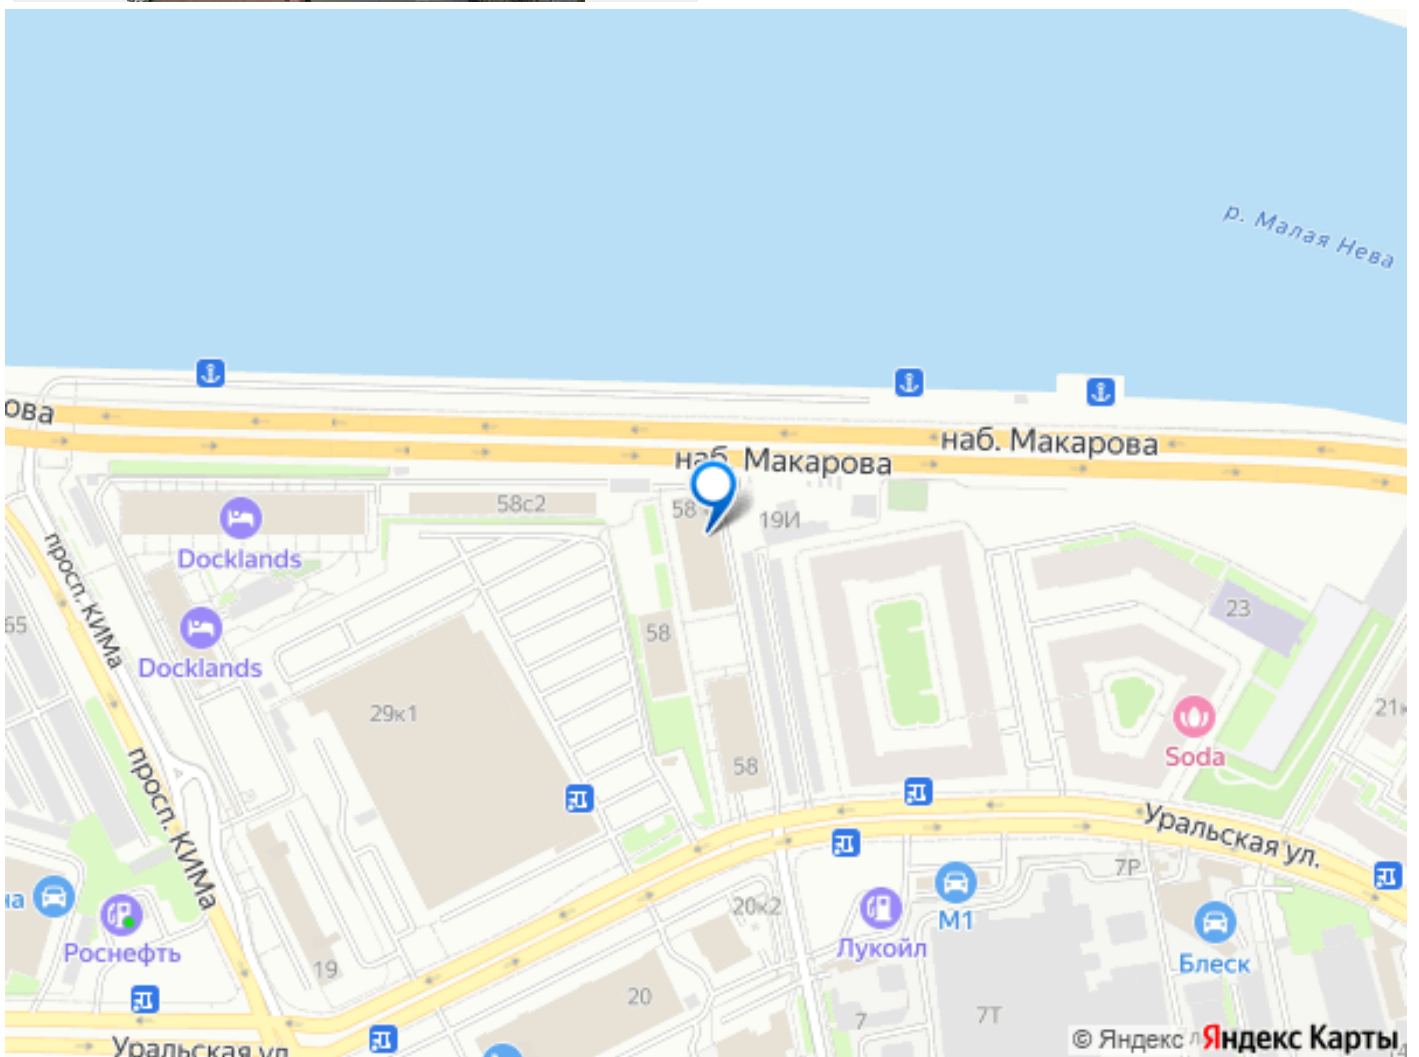 р. Малая Нева
ова
наб. Макарова
наб. Макарова
58с2
58
19И
Docklands
просп. КИМа
65
23
58
Docklands
29к1
21к
Soda
58
просп. КИМа
Уральская ул.
7Р
на
20к2
М1
Роснефть
Лукойл
Блеск
19
20
7
7Т
Уральская ул
© Яндекс
Яндекс Карты